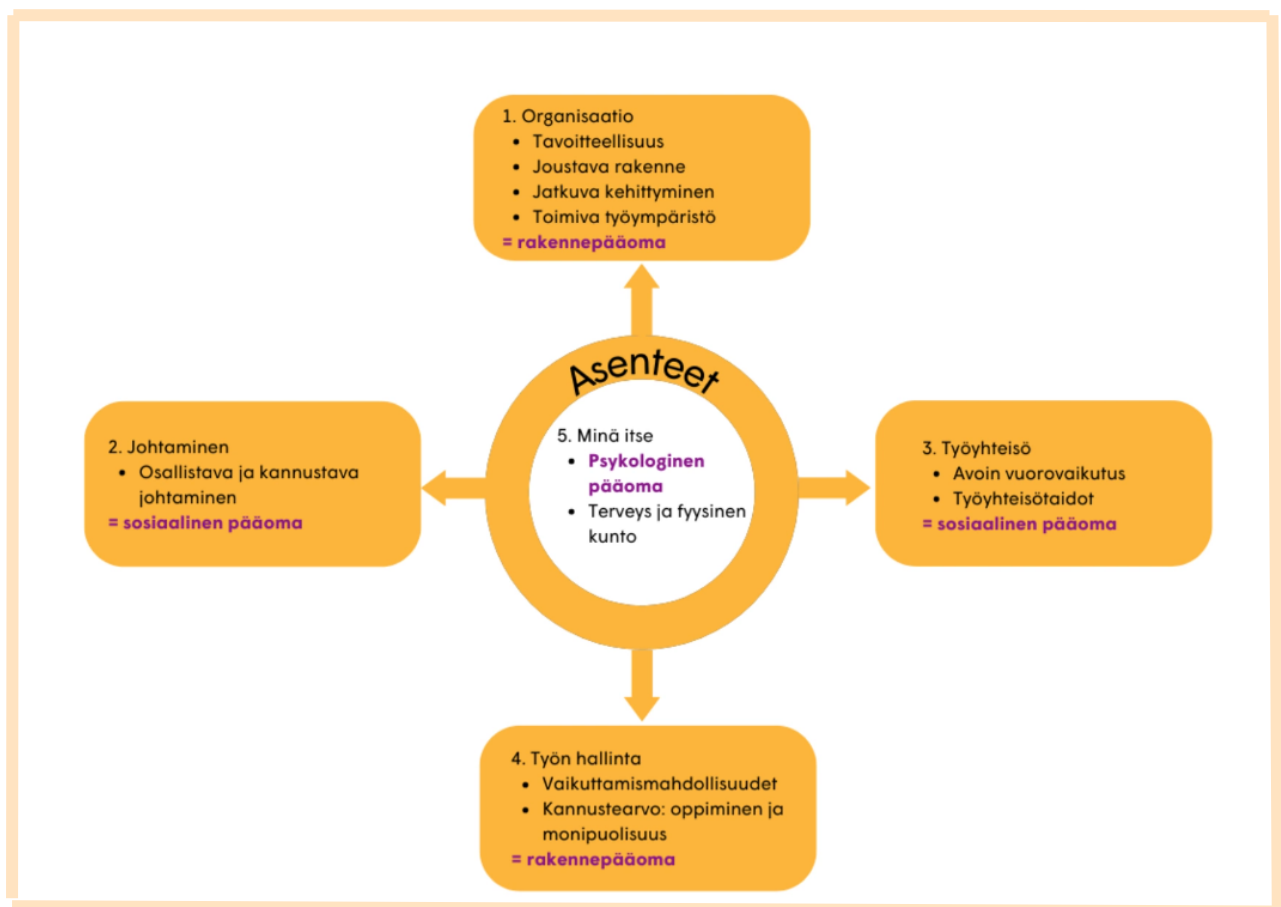 1. Organisaatio
• Tavoitteellisuus
• Joustava rakenne
• Jatkuva kehittyminen
• Toimiva työympäristö
= rakennepääoma
Asenteet
5. Minä itse
• Psykologinen
pääoma
• Terveys ja fyysinen
kunto
2. Johtaminen
• Osallistava ja kannustava
johtaminen
= sosiaalinen pääoma
3. Työyhteisö
• Avoin vuorovaikutus
• Työyhteisötaidot
= sosiaalinen pääoma
4. Työn hallinta
• Vaikuttamismahdollisuudet
• Kannustearvo: oppiminen ja
monipuolisuus
= rakennepääoma